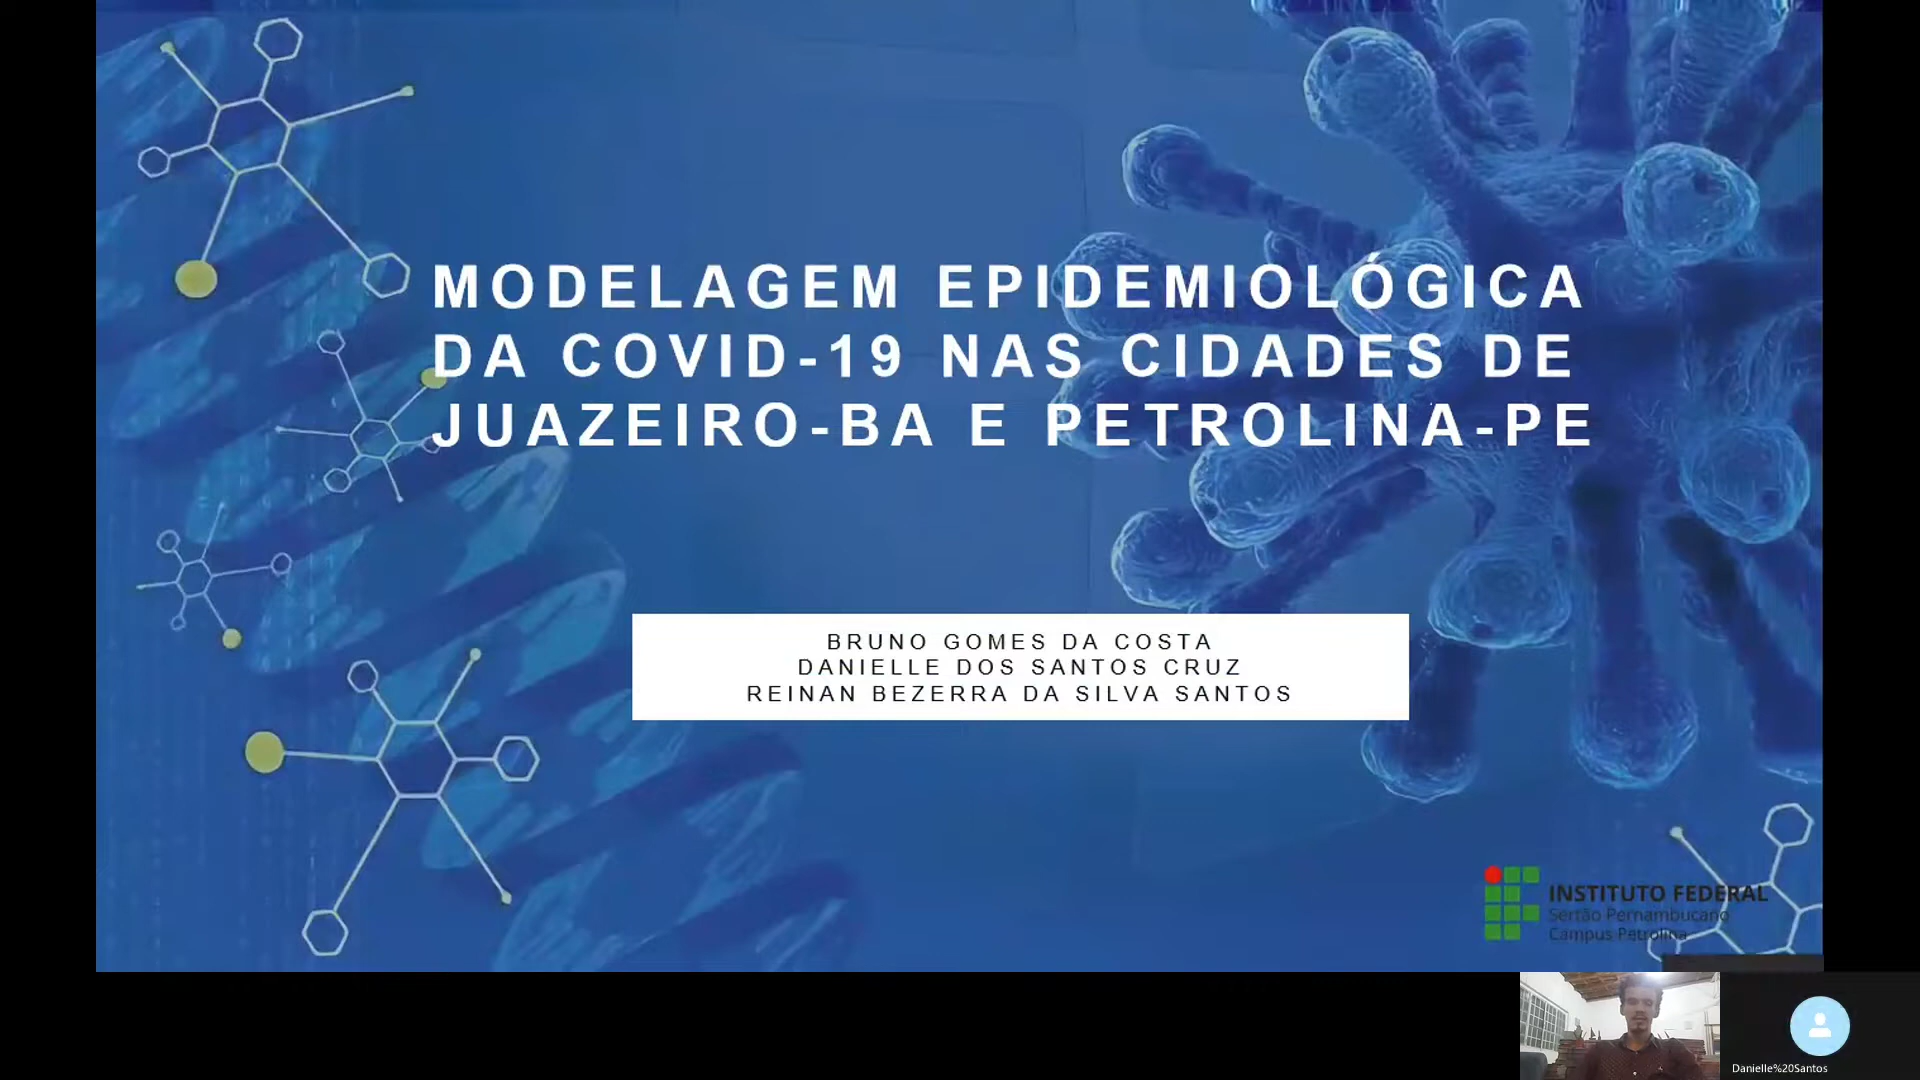 MODELAGEM EPIDEMIOLÓGICA
DA COVID-19 NAS CIDADES DE
JUAZEIRO-BA E PETROLINA-PE
BRUNO GOMES DA COSTA
DANIELLE DOS SANTOS CRUZ
REINAN BEZERRA DA SILVA SANTOS
INSTITUTO FEDERAL
Sertão Pernambucano
Campus Petrolina
Danielle%20Santos